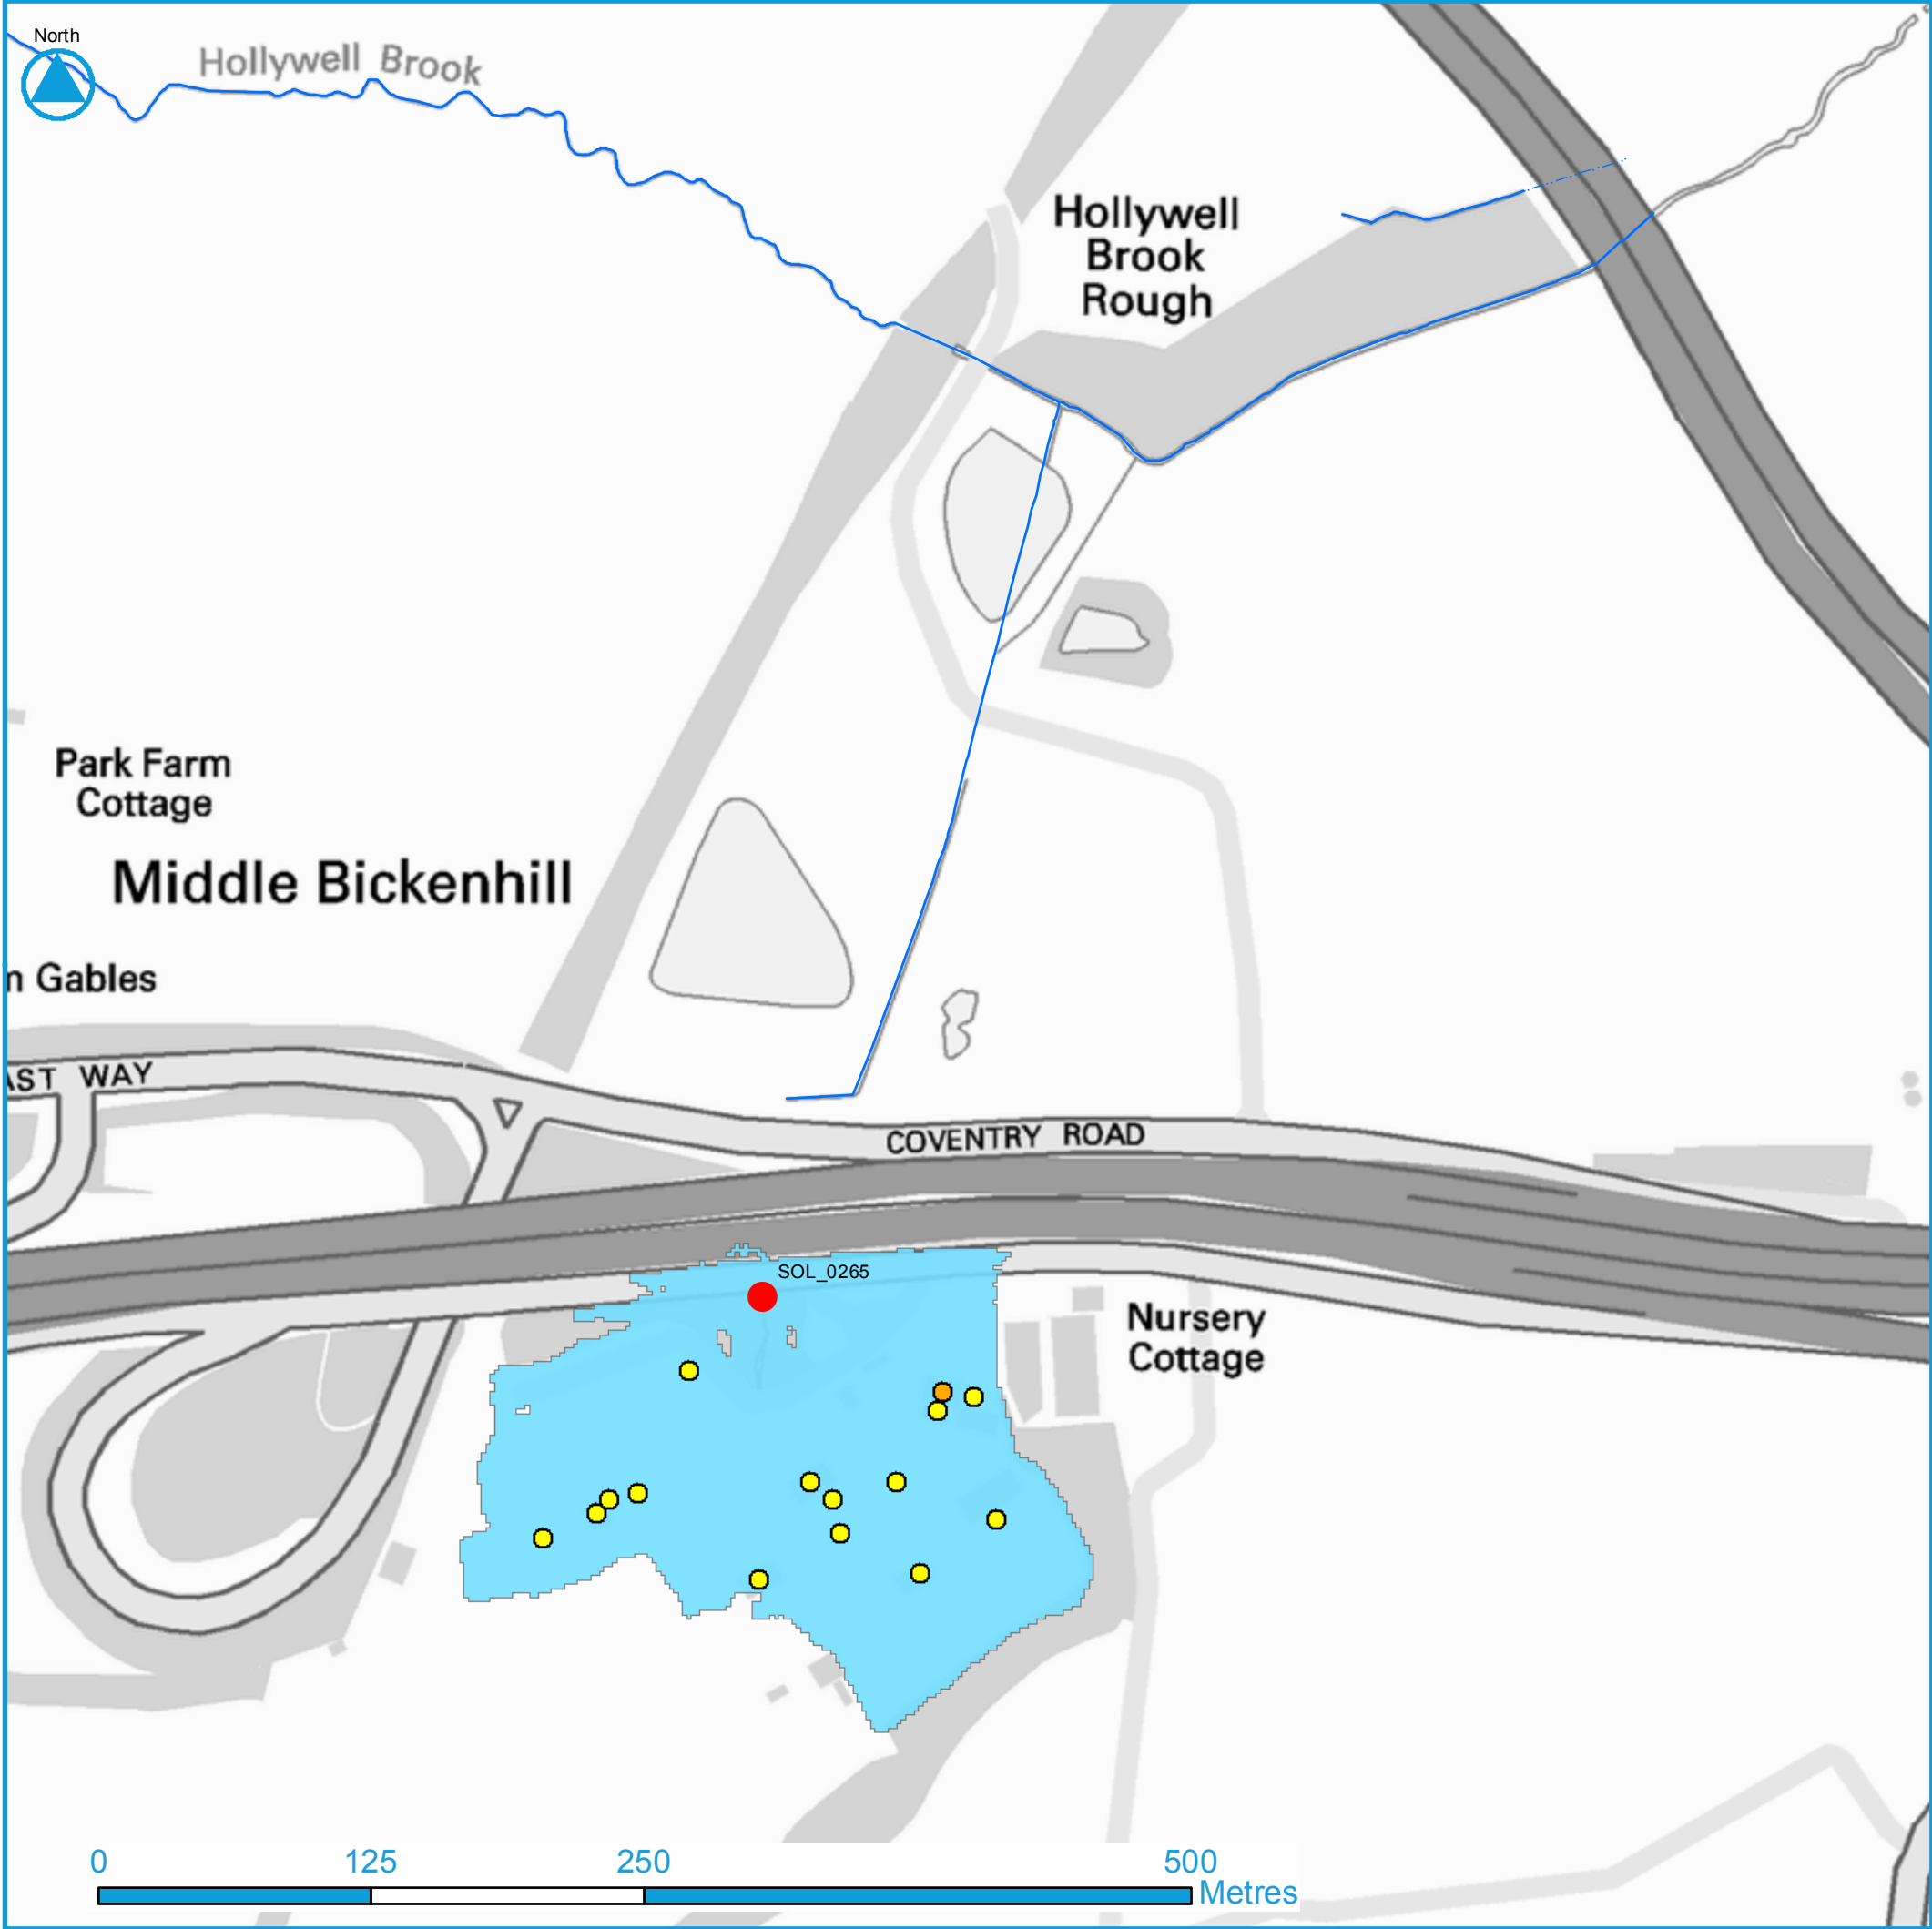 North
Hollywell Brook
Hollywell
Brook
Rough
Park Farm
Cottage
Middle Bickenhill
n Gables
AST WAY
COVENTRY ROAD
SOL_0265
Nursery
Cottage
0 125 250 500
Metres